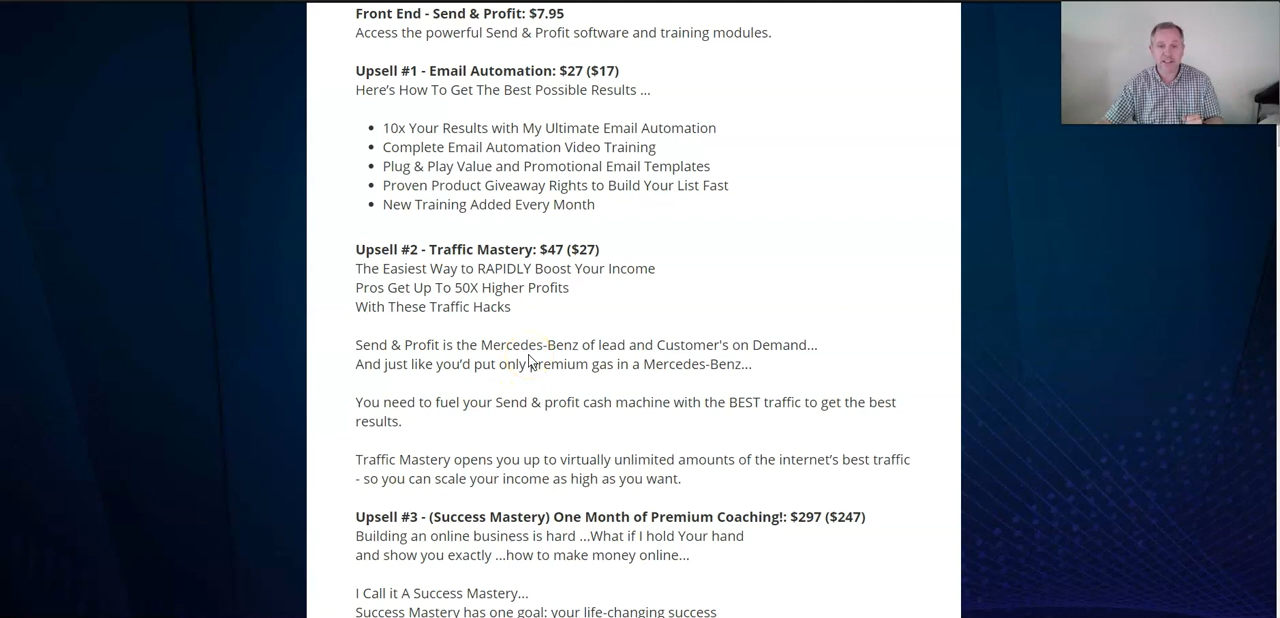 Front End - Send & Profit: $7.95
Access the powerful Send & Profit software and training modules.
Upsell #1 - Email Automation: $27 ($17)
Here's How To Get The Best Possible Results ...
• 10x Your Results with My Ultimate Email Automation
• Complete Email Automation Video Training
• Plug & Play Value and Promotional Email Templates
• Proven Product Giveaway Rights to Build Your List Fast
• New Training Added Every Month
Upsell #2 - Traffic Mastery: $47 ($27)
The Easiest Way to RAPIDLY Boost Your Income
Pros Get Up To 50X Higher Profits
With These Traffic Hacks
Send & Profit is the Mercedes-Benz of lead and Customer's on Demand...
And just like you'd put only premium gas in a Mercedes-Benz...
You need to fuel your Send & profit cash machine with the BEST traffic to get the best
results.
Traffic Mastery opens you up to virtually unlimited amounts of the internet's best traffic
- so you can scale your income as high as you want.
Upsell #3 - (Success Mastery) One Month of Premium Coaching!: $297 ($247)
Building an online business is hard ...What if I hold Your hand
and show you exactly ...how to make money online...
I Call it A Success Mastery...
Success Mastery has one goal: your life-changing success